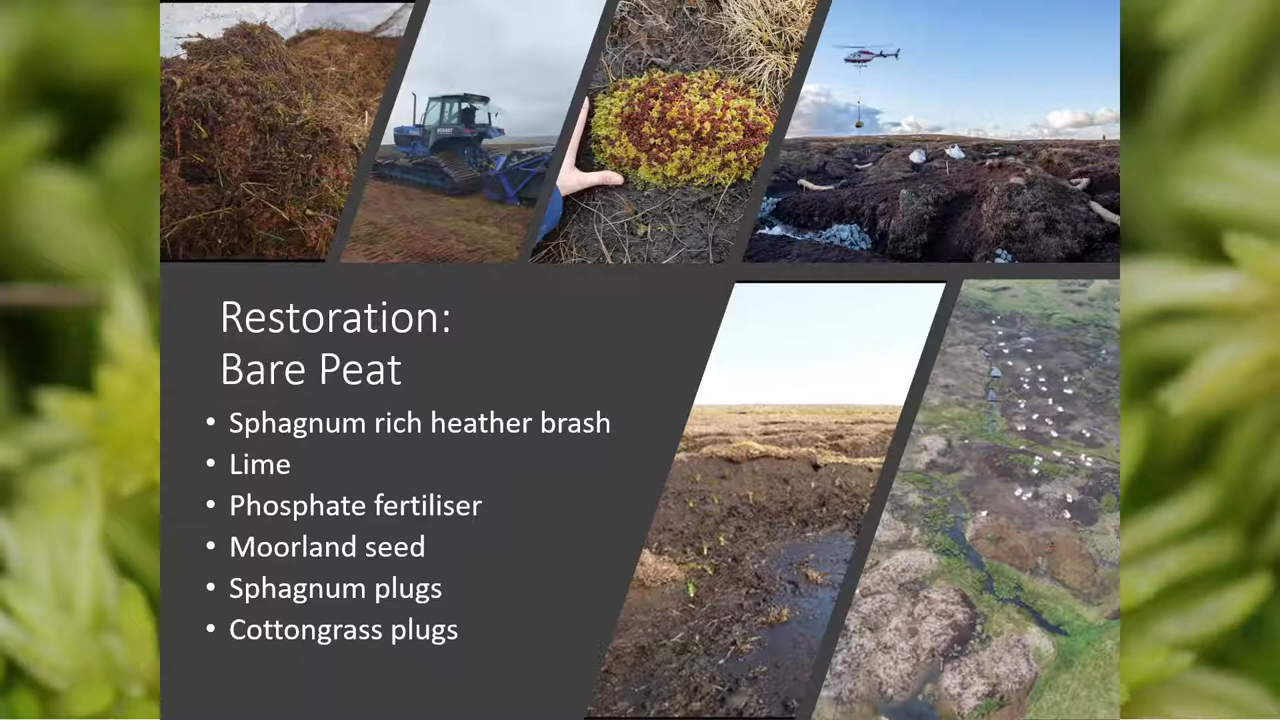 Restoration:
Bare Peat
• Sphagnum rich heather brash
• Lime
• Phosphate fertiliser
• Moorland seed
• Sphagnum plugs
• Cottongrass plugs